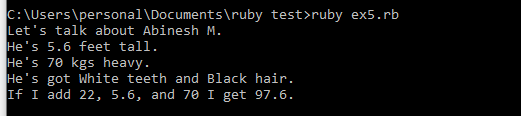 C:\Users\personal\Documents\ruby test>ruby ex5.rb
Let's talk about Abinesh M.
He's 5.6 feet tall.
He's 70 kgs heavy.
He's got White teeth and Black hair.
If I add 22, 5.6, and 70 I get 97.6.